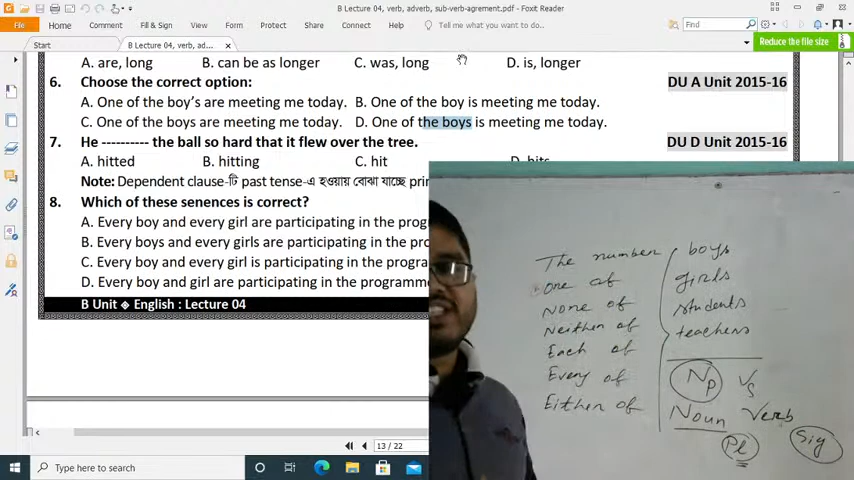 B Lecture 04, verb, adverb, sub-verb-agrement.pdf - Foxit Reader
File Home Comment Fill & Sign View Form Protect Share Help Tell me what you want to do... Find
Start B Lecture 04, verb, ad... Reduce the file size
A. are, long B. can be as longer C. was, long D. is, longer
6. Choose the correct option: DU A Unit 2015-16
A. One of the boy's are meeting me today. B. One of the boy is meeting me today.
C. One of the boys are meeting me today. D. One of the boys is meeting me today.
7. He ---------- the ball so hard that it flew over the tree. DU D Unit 2015-16
A. hitted B. hitting C. hit D. hits
Note: Dependent clause-টি past tense-এ হওয়ায় বোঝা যাচ্ছে prin
8. Which of these senences is correct?
A. Every boy and every girl are participating in the progr
B. Every boys and every girls are participating in the pro
C. Every boy and every girl is participating in the progra
D. Every boy and girl are participating in the programme
B Unit ❖ English : Lecture 04
The number boys
One of girls
None of students
Neither of teachers
Each of
Every of Np Vs
Either of Noun Verb
Pl Sig
13 / 22
Type here to search